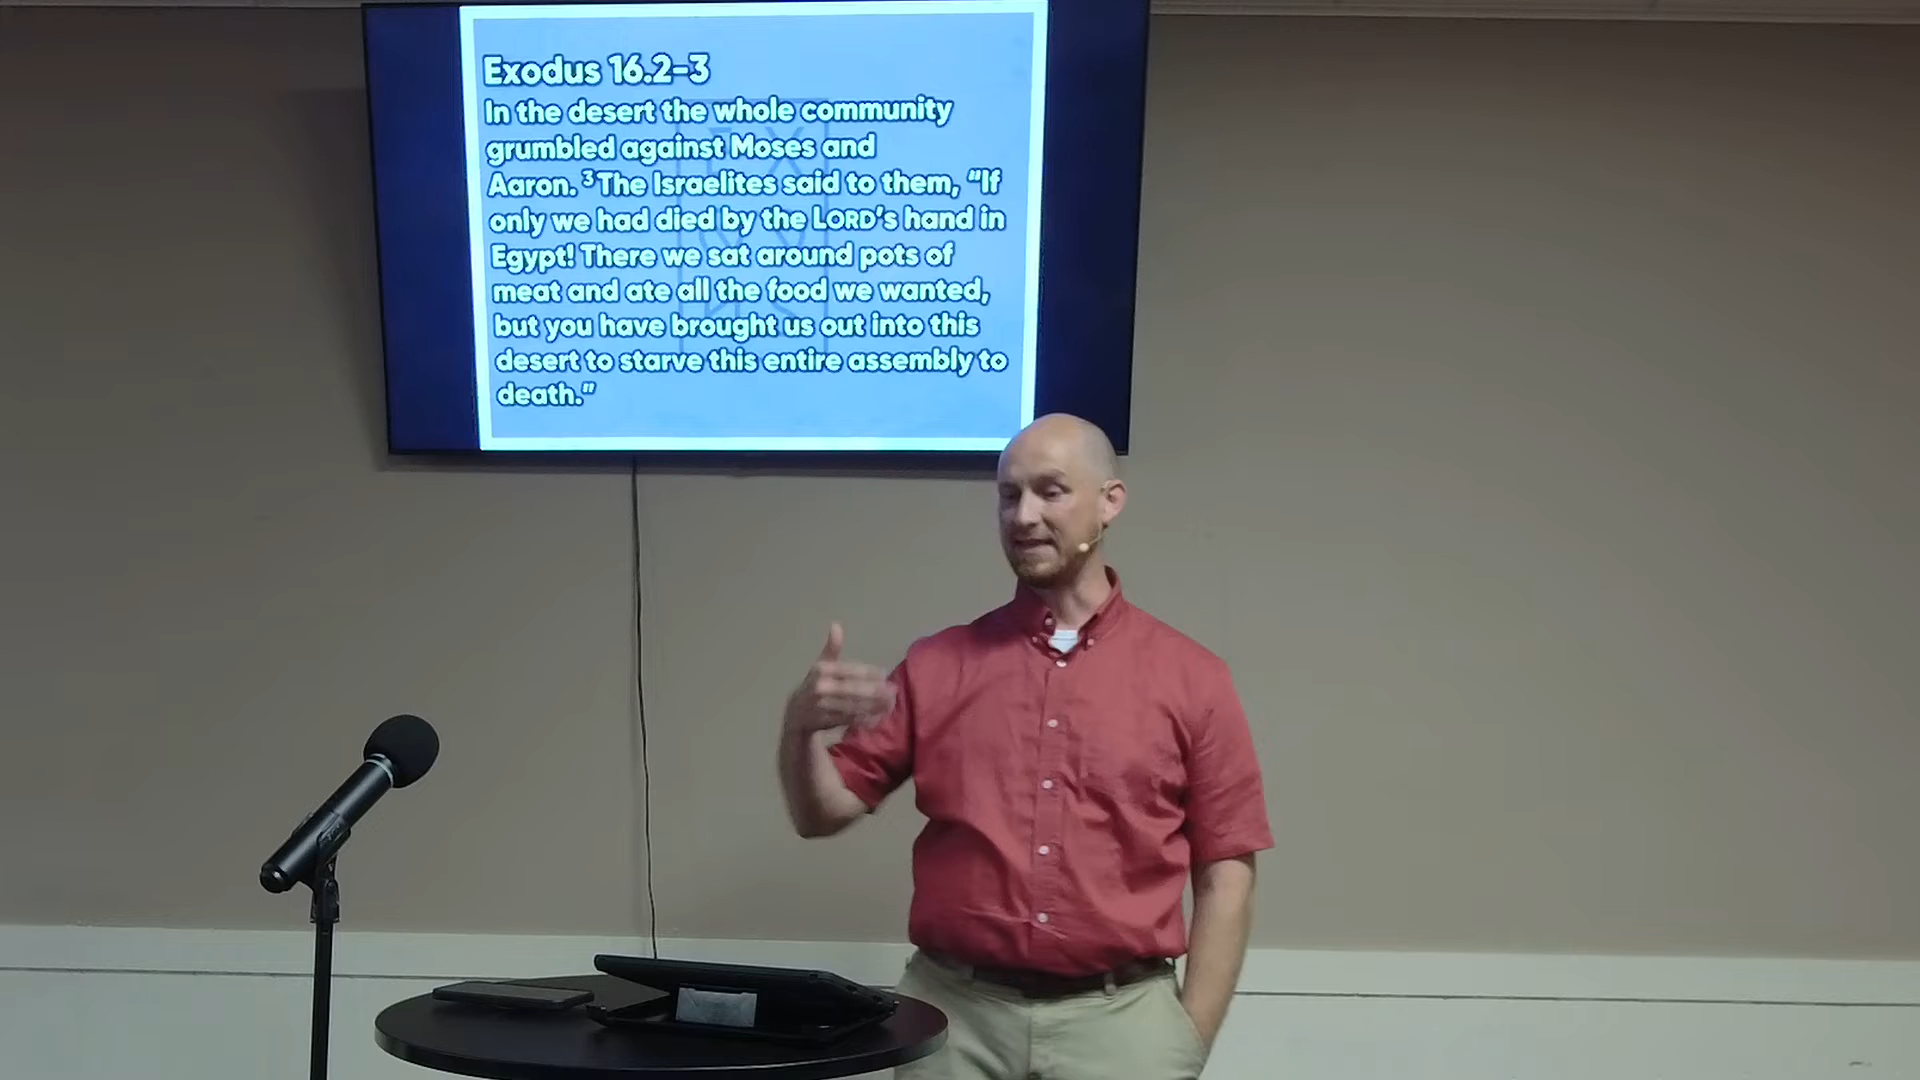 Exodus 16.2-3
In the desert the whole community
grumbled against Moses and
Aaron. ³ The Israelites said to them, “If
only we had died by the LORD’s hand in
Egypt! There we sat around pots of
meat and ate all the food we wanted,
but you have brought us out into this
desert to starve this entire assembly to
death.”